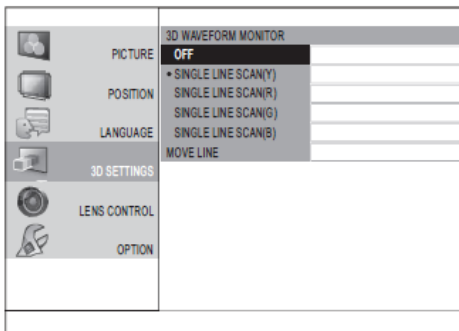 PICTURE
POSITION
LANGUAGE
3D SETTINGS
LENS CONTROL
OPTION
3D WAVEFORM MONITOR
OFF
• SINGLE LINE SCAN(Y)
SINGLE LINE SCAN(R)
SINGLE LINE SCAN(G)
SINGLE LINE SCAN(B)
MOVE LINE